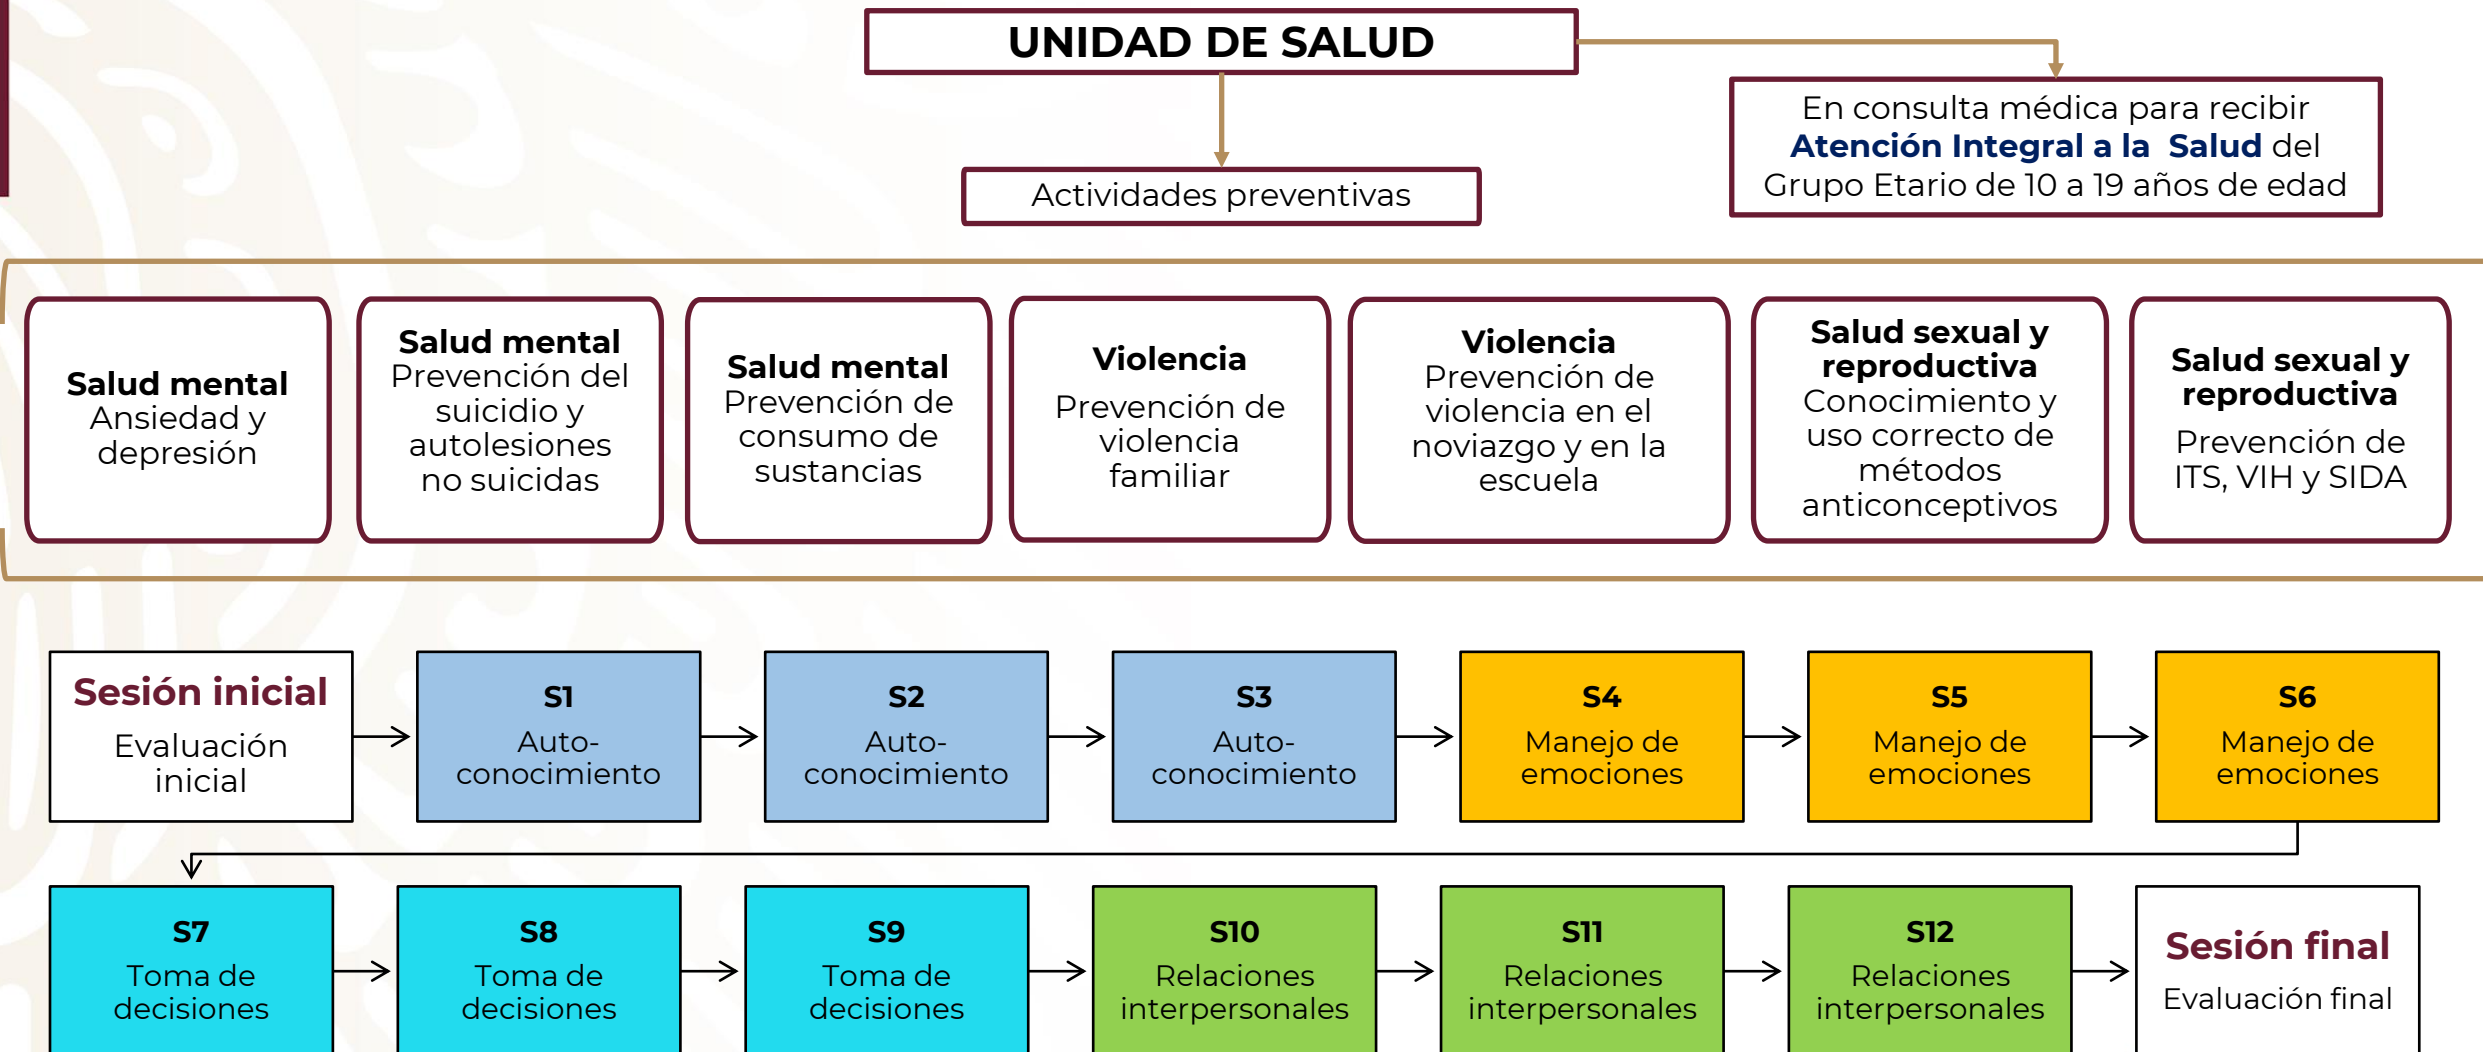 UNIDAD DE SALUD
En consulta médica para recibir
Atención Integral a la Salud del
Grupo Etario de 10 a 19 años de edad
Actividades preventivas
Salud mental
Ansiedad y
depresión
Salud mental
Prevención del
suicidio y
autolesiones
no suicidas
Salud mental
Prevención de
consumo de
sustancias
Violencia
Prevención de
violencia
familiar
Violencia
Prevención de
violencia en el
noviazgo y en la
escuela
Salud sexual y
reproductiva
Conocimiento y
uso correcto de
métodos
anticonceptivos
Salud sexual y
reproductiva
Prevención de
ITS, VIH y SIDA
Sesión inicial
Evaluación
inicial
S1
Auto-
conocimiento
S2
Auto-
conocimiento
S3
Auto-
conocimiento
S4
Manejo de
emociones
S5
Manejo de
emociones
S6
Manejo de
emociones
S7
Toma de
decisiones
S8
Toma de
decisiones
S9
Toma de
decisiones
S10
Relaciones
interpersonales
S11
Relaciones
interpersonales
S12
Relaciones
interpersonales
Sesión final
Evaluación final